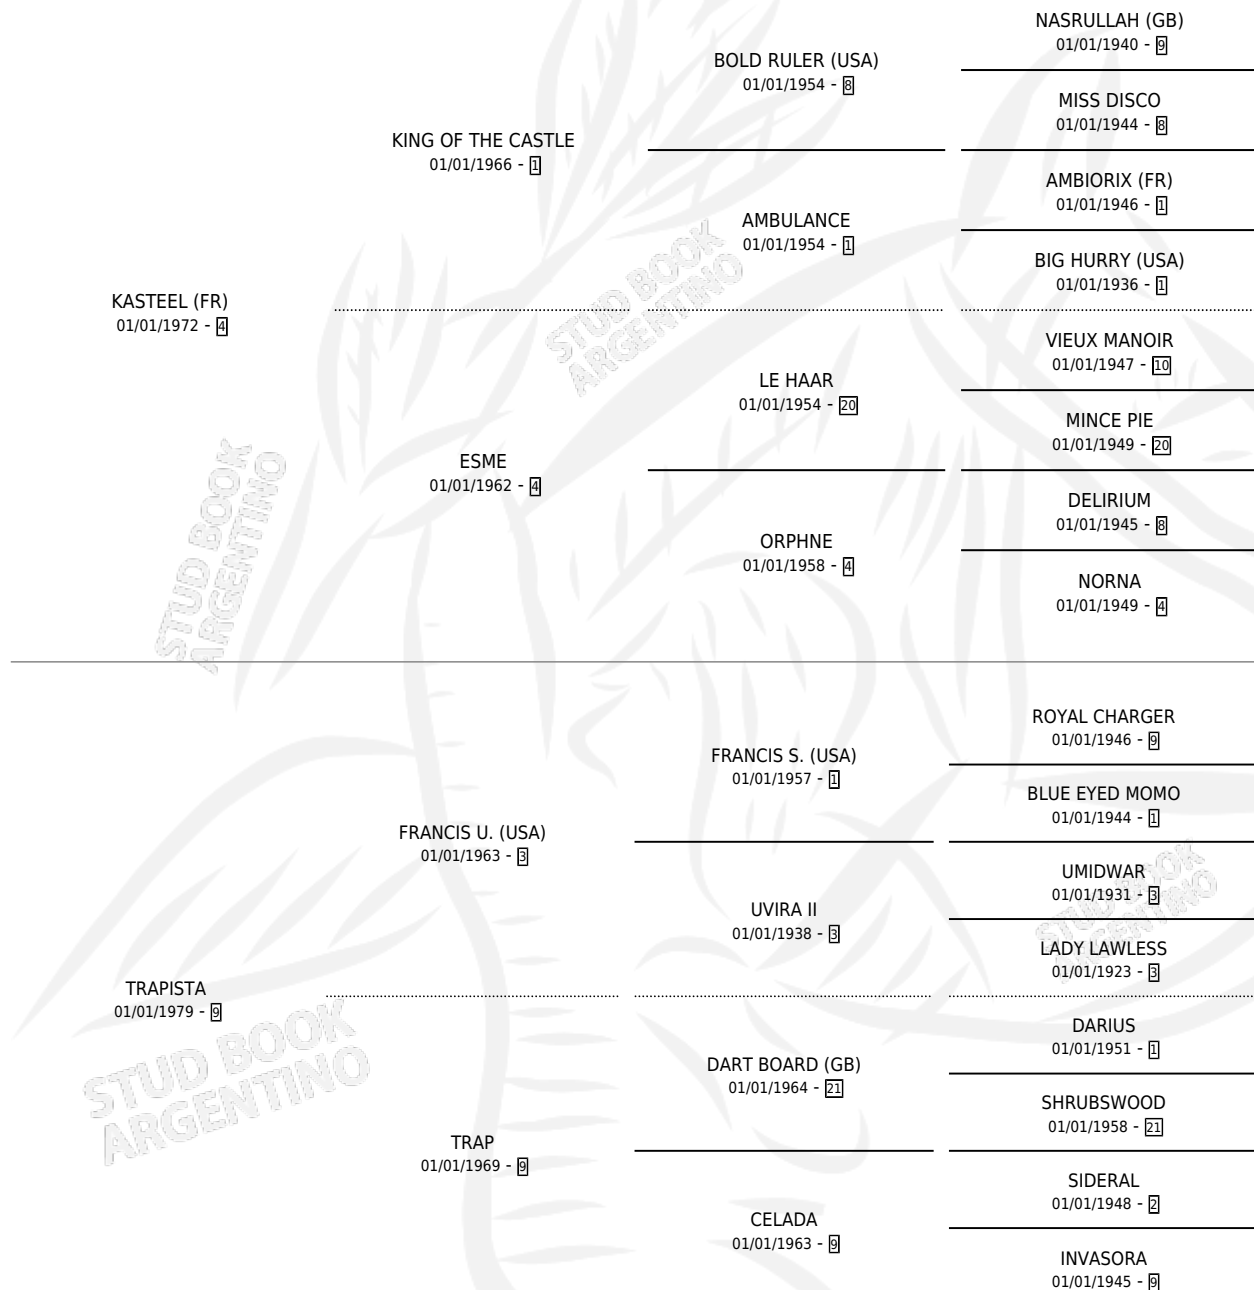 NASRULLAH (GB)
01/01/1940 - 9
BOLD RULER (USA)
01/01/1954 - 8
MISS DISCO
01/01/1944 - 8
KING OF THE CASTLE
01/01/1966 - 1
AMBIORIX (FR)
01/01/1946 - 1
AMBULANCE
01/01/1954 - 1
BIG HURRY (USA)
01/01/1936 - 1
KASTEEL (FR)
01/01/1972 - 4
VIEUX MANOIR
01/01/1947 - 10
LE HAAR
01/01/1954 - 20
MINCE PIE
01/01/1949 - 20
ESME
01/01/1962 - 4
DELIRIUM
01/01/1945 - 8
ORPHNE
01/01/1958 - 4
NORNA
01/01/1949 - 4
STUD BOOK
ARGENTINO
STUD BOOK
ARGENTINO
ROYAL CHARGER
01/01/1946 - 9
FRANCIS S. (USA)
01/01/1957 - 1
BLUE EYED MOMO
01/01/1944 - 1
FRANCIS U. (USA)
01/01/1963 - 3
UMIDWAR
01/01/1931 - 3
UVIRA II
01/01/1938 - 3
LADY LAWLESS
01/01/1923 - 3
STUD BOOK
ARGENTINO
TRAPISTA
01/01/1979 - 9
DARIUS
01/01/1951 - 1
DART BOARD (GB)
01/01/1964 - 21
SHRUBSWOOD
01/01/1958 - 21
TRAP
01/01/1969 - 9
SIDERAL
01/01/1948 - 2
CELADA
01/01/1963 - 9
INVASORA
01/01/1945 - 9
STUD BOOK
ARGENTINO